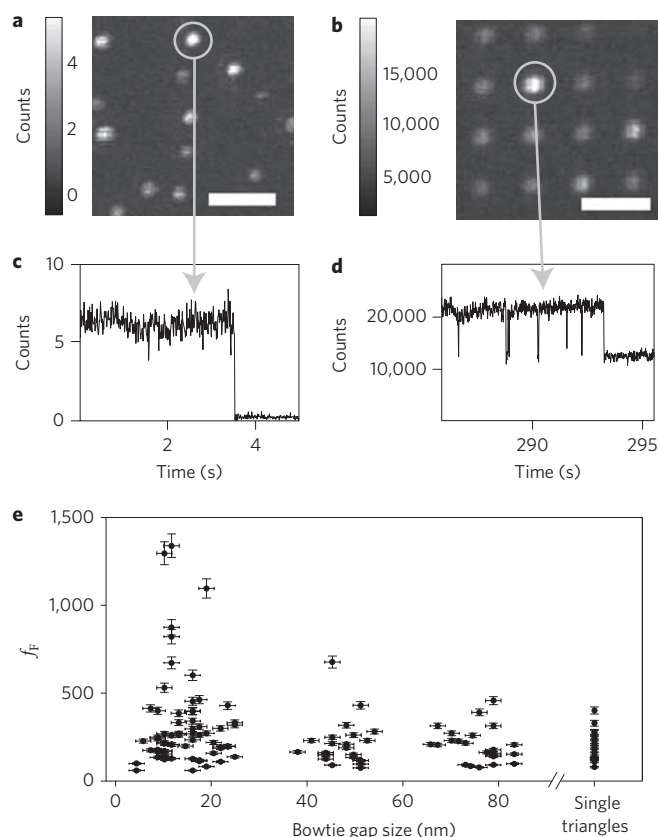 a
b
4
2
0
Counts
15,000
10,000
5,000
Counts
c
d
10
5
0
Counts
2
4
Time (s)
20,000
10,000
Counts
290
295
Time (s)
e
1,500
1,000
500
0
fF
0
20
40
60
80
Single
triangles
Bowtie gap size (nm)